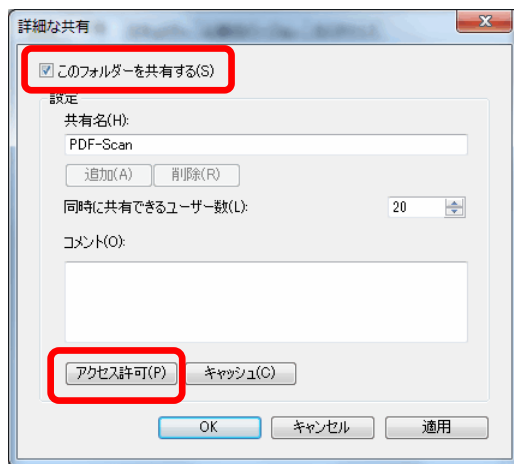 詳細な共有
このフォルダーを共有する(S)
設定
共有名(H):
PDF-Scan
追加(A) 削除(R)
同時に共有できるユーザー数(L): 20
コメント(O):
アクセス許可(P) キャッシュ(C)
OK キャンセル 適用